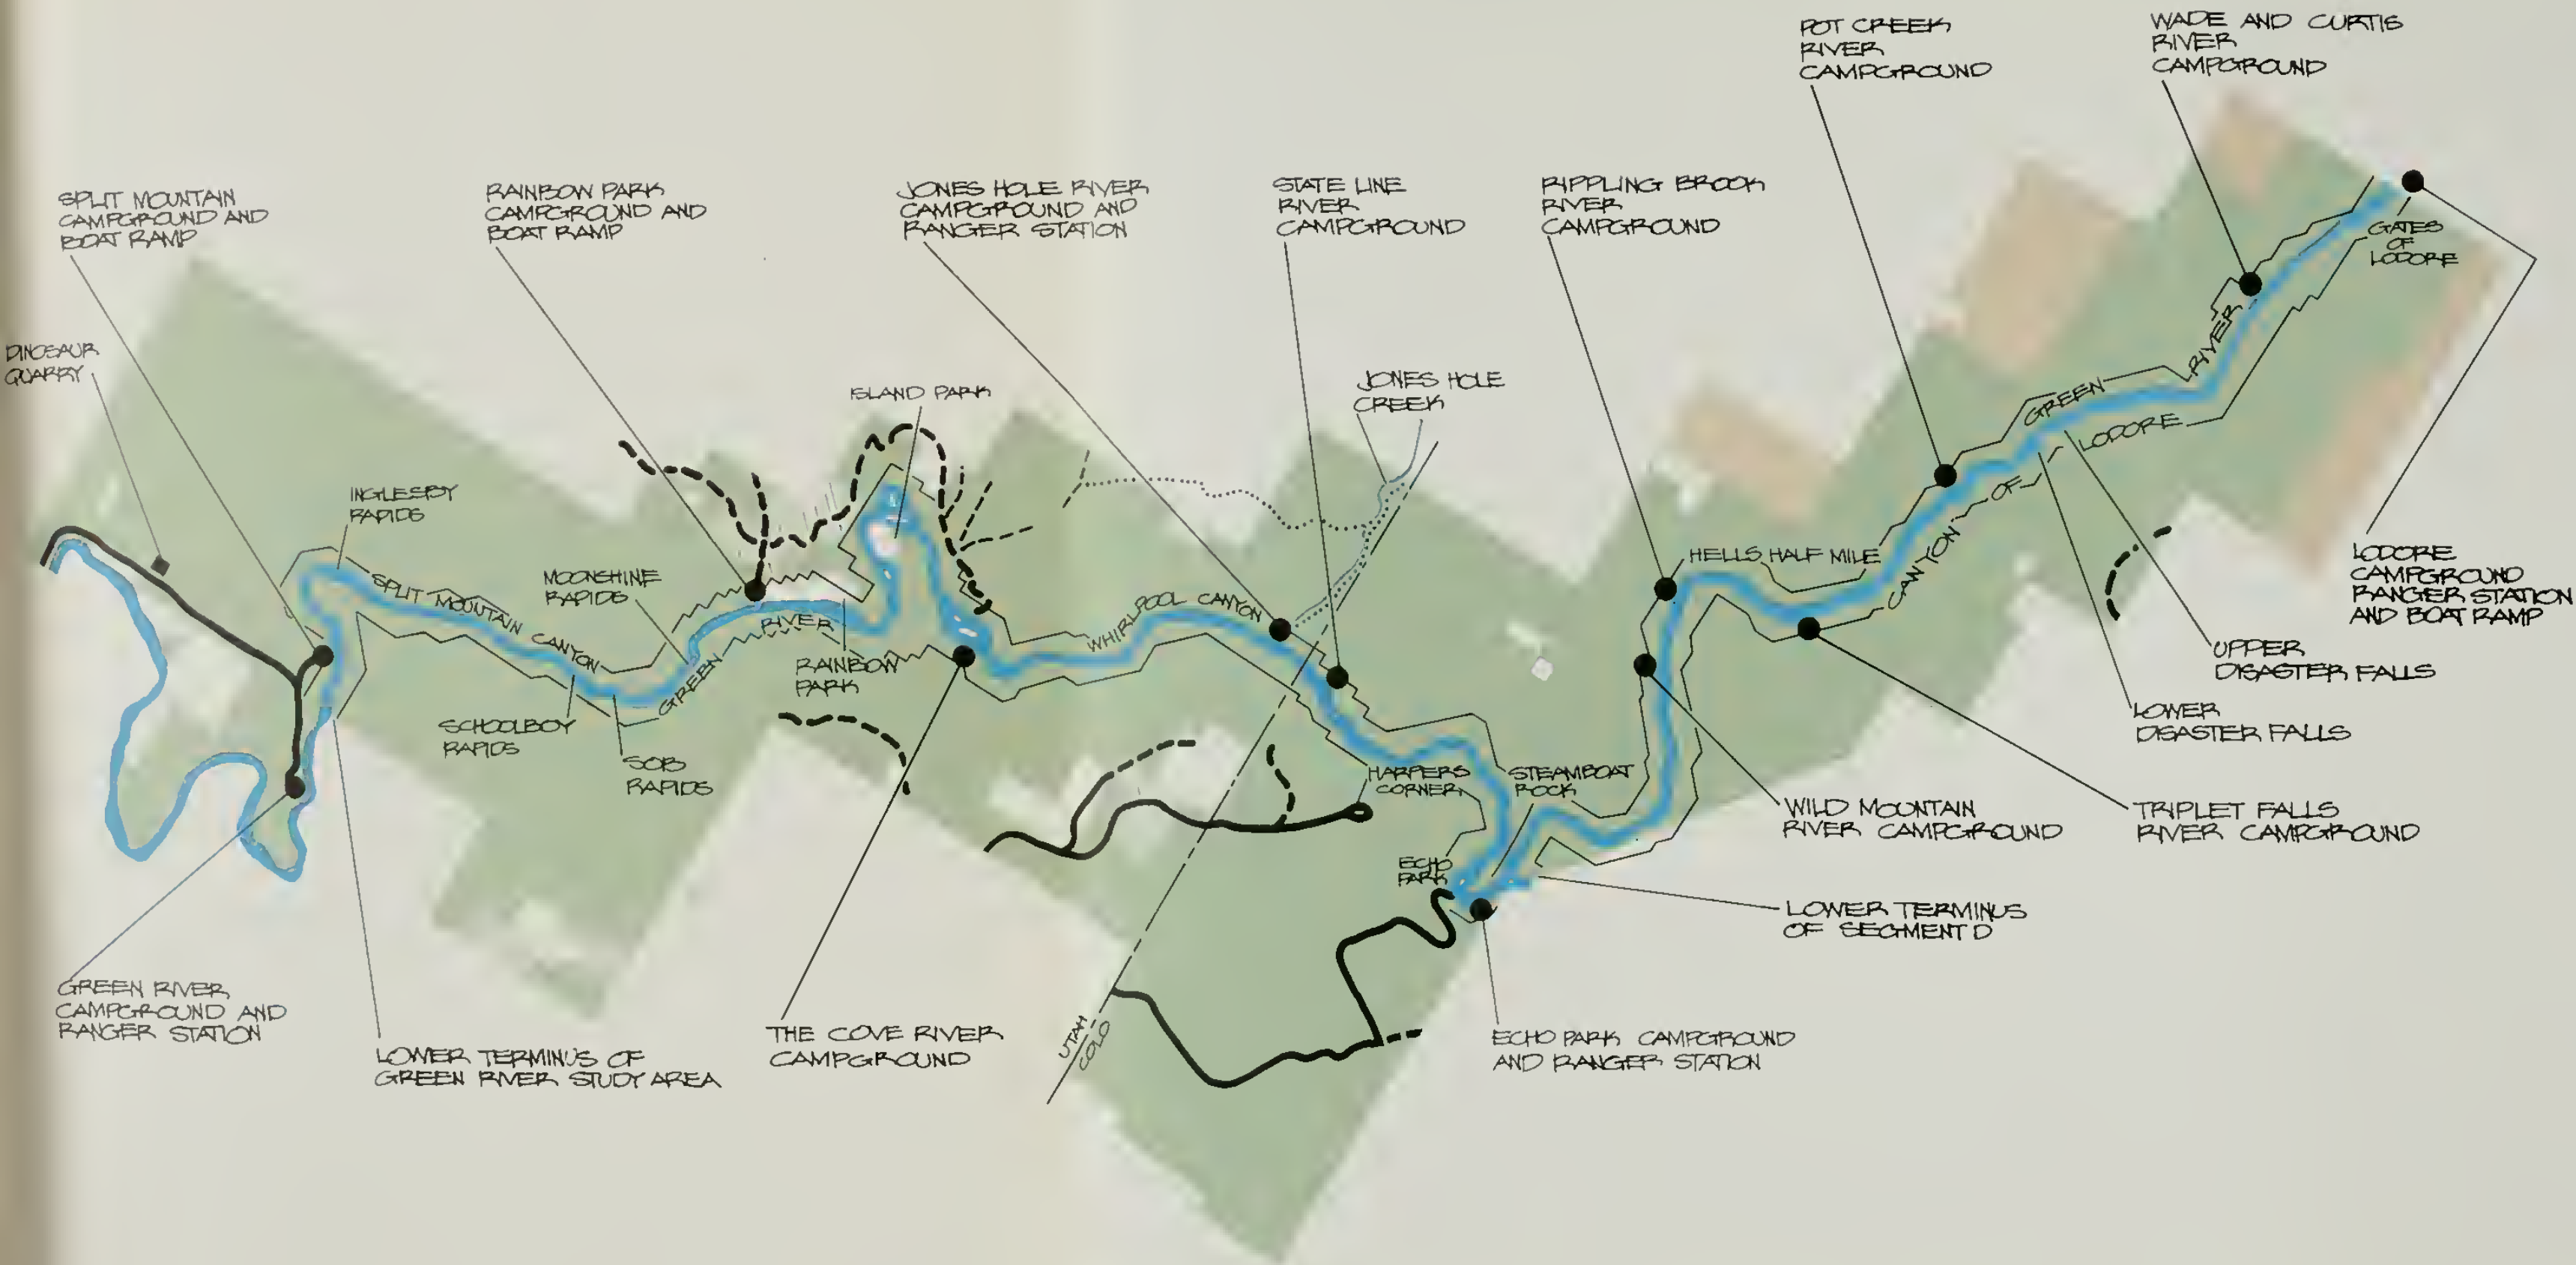 POT CREEK
RIVER
CAMPGROUND
WADE AND CURTIS
RIVER
CAMPGROUND
SPLIT MOUNTAIN
CAMPGROUND AND
BOAT RAMP
RAINBOW PARK
CAMPGROUND AND
BOAT RAMP
JONES HOLE RIVER
CAMPGROUND AND
RANGER STATION
STATE LINE
RIVER
CAMPGROUND
RIPPLING BROOK
RIVER
CAMPGROUND
GATES
OF
LODORE
DINOSAUR
QUARRY
ISLAND PARK
JONES HOLE
CREEK
GREEN
RIVER
CANYON
OF
LODORE
INGLESBY
RAPIDS
SPLIT MOUNTAIN CANYON
MOONSHINE
RAPIDS
GREEN
RIVER
RAINBOW
PARK
WHIRLPOOL CANYON
HELLS HALF MILE
LODORE
CAMPGROUND
RANGER STATION
AND BOAT RAMP
UPPER
DISASTER FALLS
LOWER
DISASTER FALLS
SCHOOLBOY
RAPIDS
SOB
RAPIDS
HARPERS
CORNER
STEAMBOAT
ROCK
WILD MOUNTAIN
RIVER CAMPGROUND
TRIPLET FALLS
RIVER CAMPGROUND
ECHO
PARK
LOWER TERMINUS
OF SEGMENT D
GREEN RIVER
CAMPGROUND AND
RANGER STATION
LOWER TERMINUS OF
GREEN RIVER STUDY AREA
THE COVE RIVER
CAMPGROUND
UTAH
COLO
ECHO PARK CAMPGROUND
AND RANGER STATION